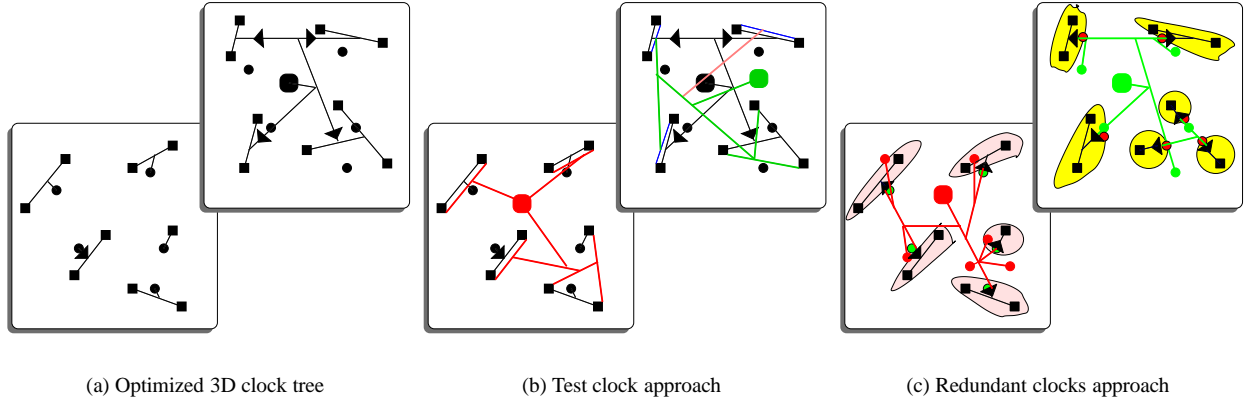 (a) Optimized 3D clock tree
(b) Test clock approach
(c) Redundant clocks approach